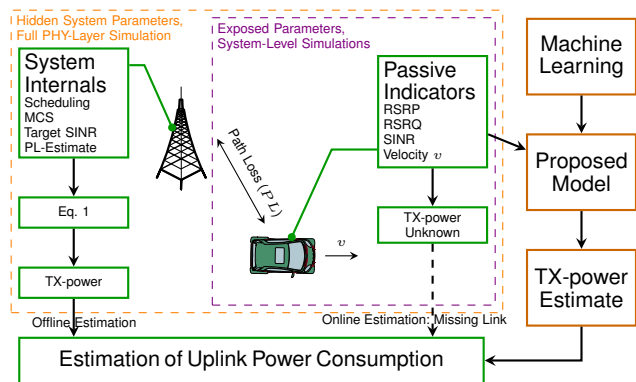 Hidden System Parameters,
Full PHY-Layer Simulation
Exposed Parameters,
System-Level Simulations
System
Internals
Scheduling
MCS
Target SINR
PL-Estimate
Eq. 1
TX-power
Offline Estimation
Path Loss (PL)
v
Passive
Indicators
RSRP
RSRQ
SINR
Velocity v
TX-power
Unknown
Online Estimation: Missing Link
Machine
Learning
Proposed
Model
TX-power
Estimate
Estimation of Uplink Power Consumption